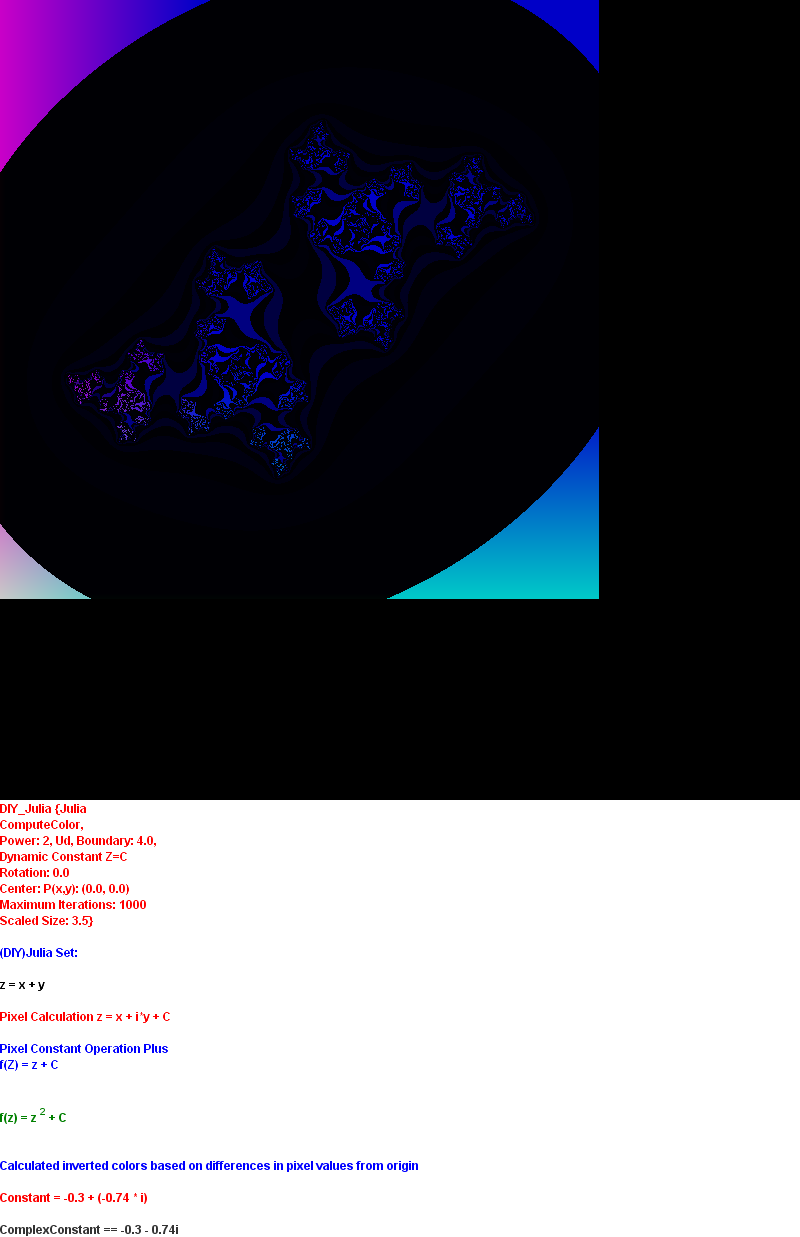 DIY_Julia {Julia
ComputeColor,
Power: 2, Ud, Boundary: 4.0,
Dynamic Constant Z=C
Rotation: 0.0
Center: P(x,y): (0.0, 0.0)
Maximum Iterations: 1000
Scaled Size: 3.5}
(DIY)Julia Set:
z = x + y
Pixel Calculation z = x + i*y + C
Pixel Constant Operation Plus
f(Z) = z + C
f(z) = z 2 + C
Calculated inverted colors based on differences in pixel values from origin
Constant = -0.3 + (-0.74 * i)
ComplexConstant == -0.3 - 0.74i